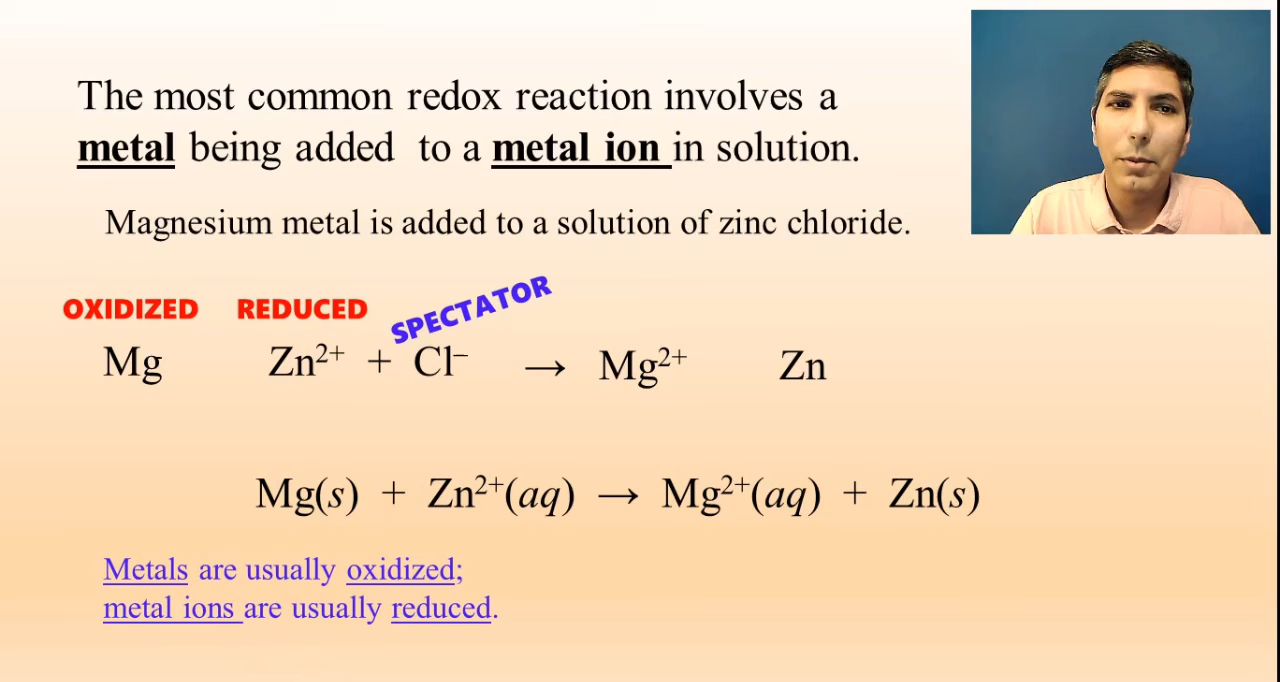 The most common redox reaction involves a
metal being added to a metal ion in solution.
Magnesium metal is added to a solution of zinc chloride.
OXIDIZED REDUCED SPECTATOR
Mg Zn²⁺ + Cl⁻ → Mg²⁺ Zn
Mg(s) + Zn²⁺(aq) → Mg²⁺(aq) + Zn(s)
Metals are usually oxidized;
metal ions are usually reduced.